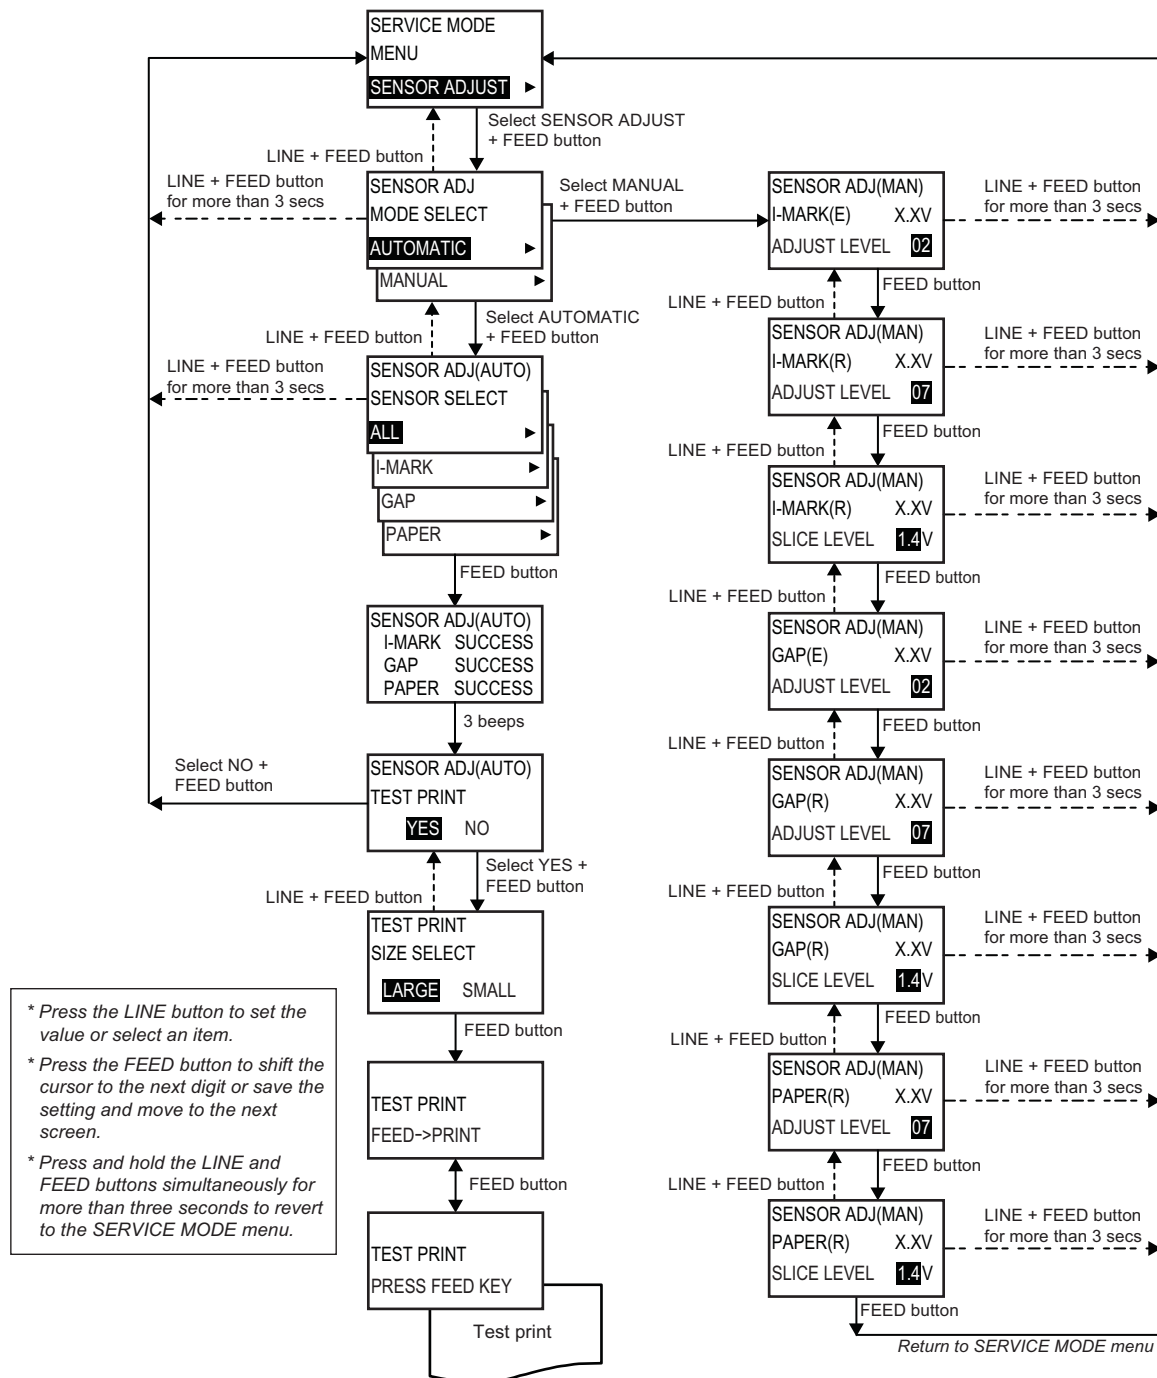 SERVICE MODE
MENU
SENSOR ADJUST ►
Select SENSOR ADJUST
+ FEED button
LINE + FEED button
LINE + FEED button
for more than 3 secs
SENSOR ADJ
MODE SELECT
AUTOMATIC ►
MANUAL ►
Select MANUAL
+ FEED button
Select AUTOMATIC
+ FEED button
LINE + FEED button
LINE + FEED button
for more than 3 secs
SENSOR ADJ(AUTO)
SENSOR SELECT
ALL ►
I-MARK ►
GAP ►
PAPER ►
FEED button
SENSOR ADJ(AUTO)
I-MARK SUCCESS
GAP SUCCESS
PAPER SUCCESS
3 beeps
Select NO +
FEED button
SENSOR ADJ(AUTO)
TEST PRINT
YES NO
Select YES +
FEED button
LINE + FEED button
TEST PRINT
SIZE SELECT
LARGE SMALL
FEED button
TEST PRINT
FEED->PRINT
FEED button
TEST PRINT
PRESS FEED KEY
Test print
* Press the LINE button to set the
value or select an item.
* Press the FEED button to shift the
cursor to the next digit or save the
setting and move to the next
screen.
* Press and hold the LINE and
FEED buttons simultaneously for
more than three seconds to revert
to the SERVICE MODE menu.
SENSOR ADJ(MAN)
I-MARK(E) X.XV
ADJUST LEVEL 02
LINE + FEED button
for more than 3 secs
FEED button
LINE + FEED button
SENSOR ADJ(MAN)
I-MARK(R) X.XV
ADJUST LEVEL 07
LINE + FEED button
for more than 3 secs
FEED button
LINE + FEED button
SENSOR ADJ(MAN)
I-MARK(R) X.XV
SLICE LEVEL 1.4V
LINE + FEED button
for more than 3 secs
FEED button
LINE + FEED button
SENSOR ADJ(MAN)
GAP(E) X.XV
ADJUST LEVEL 02
LINE + FEED button
for more than 3 secs
FEED button
LINE + FEED button
SENSOR ADJ(MAN)
GAP(R) X.XV
ADJUST LEVEL 07
LINE + FEED button
for more than 3 secs
FEED button
LINE + FEED button
SENSOR ADJ(MAN)
GAP(R) X.XV
SLICE LEVEL 1.4V
LINE + FEED button
for more than 3 secs
FEED button
LINE + FEED button
SENSOR ADJ(MAN)
PAPER(R) X.XV
ADJUST LEVEL 07
LINE + FEED button
for more than 3 secs
FEED button
LINE + FEED button
SENSOR ADJ(MAN)
PAPER(R) X.XV
SLICE LEVEL 1.4V
LINE + FEED button
for more than 3 secs
FEED button
Return to SERVICE MODE menu